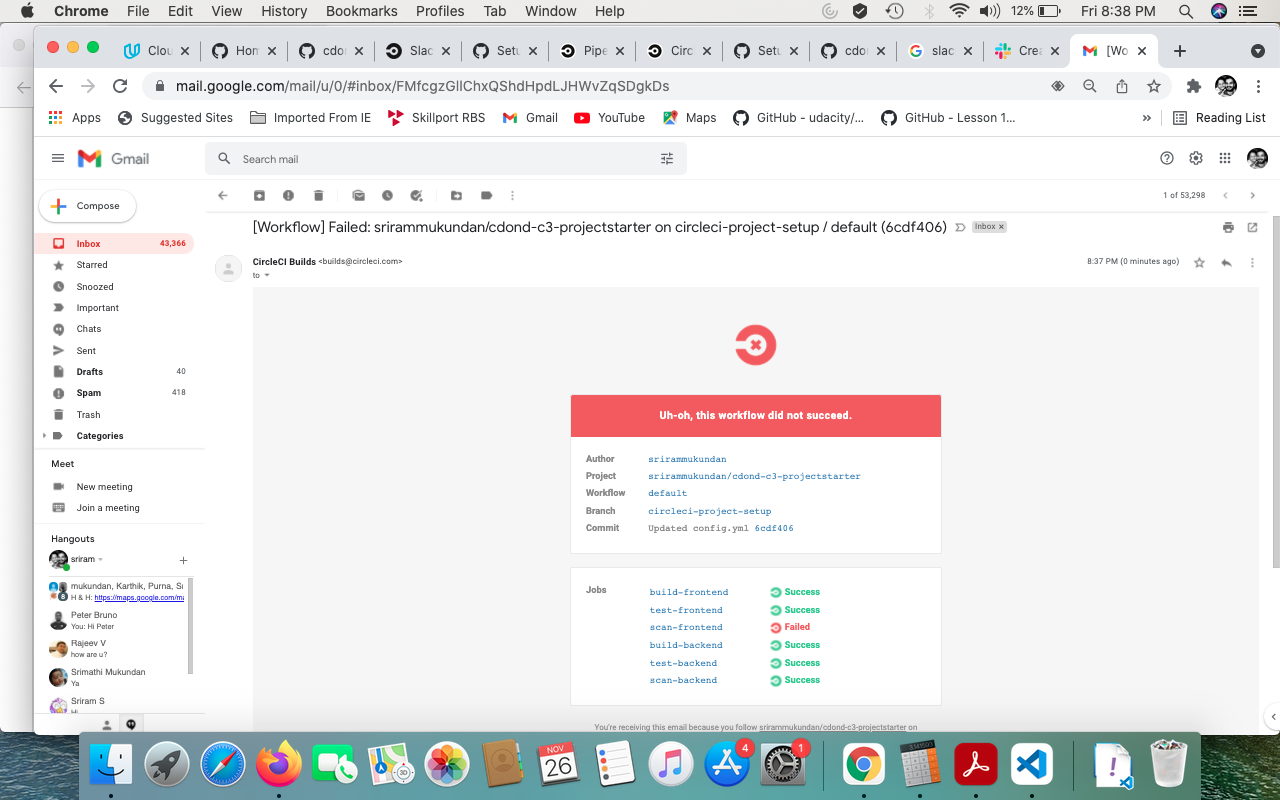 Chrome File Edit View History Bookmarks Profiles Tab Window Help 12% Fri 8:38 PM
Clou Hom cdor Slac Setu Pipe Circ Setu cdor slac Crea [Wo
mail.google.com/mail/u/0/#inbox/FMfcgzGllChxQShdHpdLJHWvZqSDgkDs
Apps Suggested Sites Imported From IE Skillport RBS Gmail YouTube Maps GitHub - udacity/... GitHub - Lesson 1... » Reading List
Gmail Search mail
Compose 1 of 53,298
[Workflow] Failed: srirammukundan/cdond-c3-projectstarter on circleci-project-setup / default (6cdf406) Inbox ×
Inbox 43,366
Starred
Snoozed
Important
Chats
Sent
Drafts 40
Spam 418
Trash
Categories
Meet
New meeting
Join a meeting
Hangouts
sriram
mukundan, Karthik, Purna, Sr
8 H & H: https://maps.google.com/ma
Peter Bruno
You: Hi Peter
Rajeev V
how are u?
Srimathi Mukundan
Ya
Sriram S
Hi
CircleCI Builds <builds@circleci.com> 8:37 PM (0 minutes ago)
to
Uh-oh, this workflow did not succeed.
Author srirammukundan
Project srirammukundan/cdond-c3-projectstarter
Workflow default
Branch circleci-project-setup
Commit Updated config.yml 6cdf406
Jobs build-frontend Success
test-frontend Success
scan-frontend Failed
build-backend Success
test-backend Success
scan-backend Success
You're receiving this email because you follow srirammukundan/cdond-c3-projectstarter on
3D NOV 26 4 1